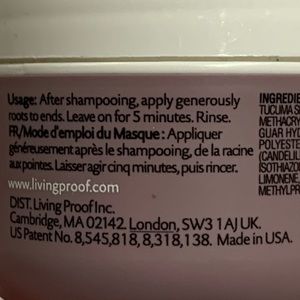 Usage: After shampooing, apply generously
roots to ends. Leave on for 5 minutes. Rinse.
FR/Mode d'emploi du Masque: Appliquer
généreusement après le shampooing, de la racine
aux pointes. Laisser agir cinq minutes, puis rincer.
www.livingproof.com
DIST. Living Proof Inc.
Cambridge, MA 02142. London, SW3 1AJ UK.
US Patent No. 8,545,818, 8,318,138. Made in USA.
INGREDIE
TUCUMA S
METHACRY
GUAR HY
POLYESTE
(CANDELIL
ISOTHIAZO
LIMONENE,
METHYLPR